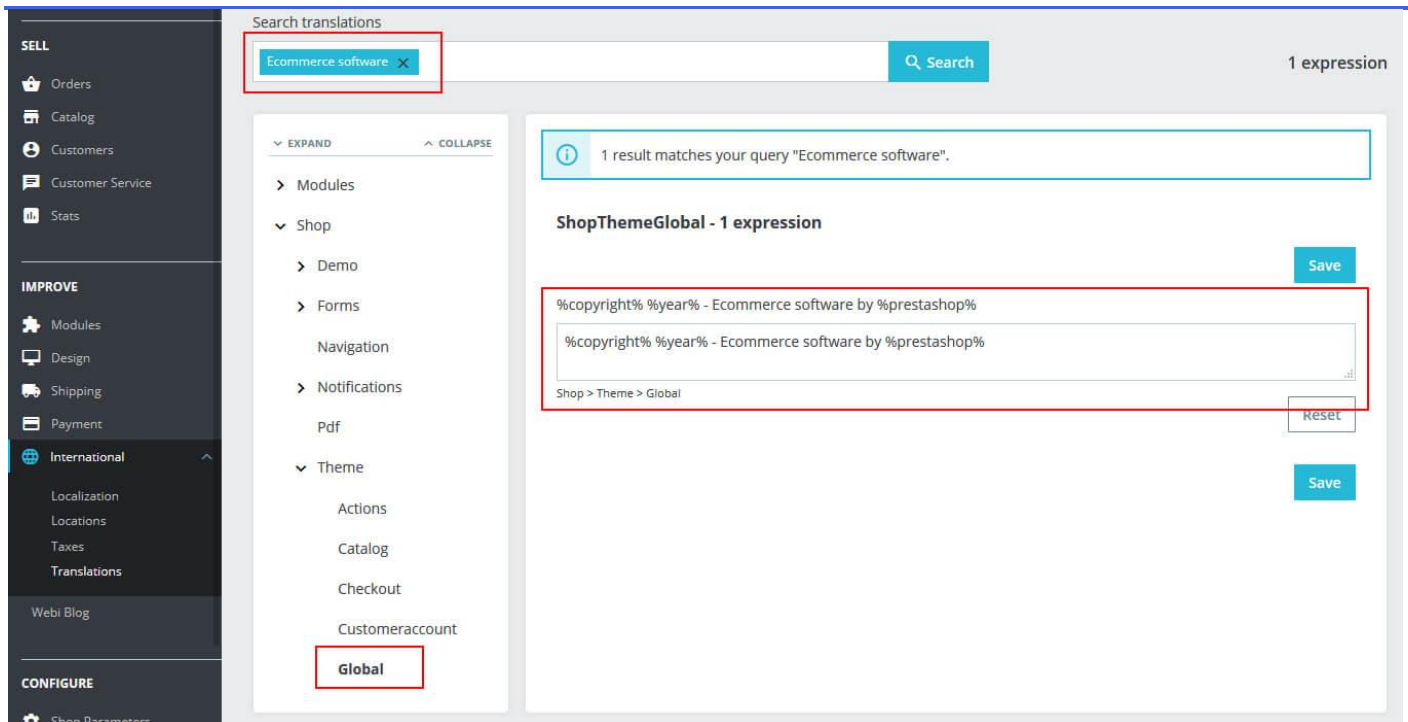 SELL
Orders
Catalog
Customers
Customer Service
Stats
IMPROVE
Modules
Design
Shipping
Payment
International
Localization
Locations
Taxes
Translations
Webi Blog
CONFIGURE
Shop Parameters
Search translations
Ecommerce software
Search
1 expression
EXPAND
COLLAPSE
Modules
Shop
Demo
Forms
Navigation
Notifications
Pdf
Theme
Actions
Catalog
Checkout
Customeraccount
Global
1 result matches your query "Ecommerce software".
ShopThemeGlobal - 1 expression
Save
%copyright% %year% - Ecommerce software by %prestashop%
%copyright% %year% - Ecommerce software by %prestashop%
Shop > Theme > Global
Reset
Save